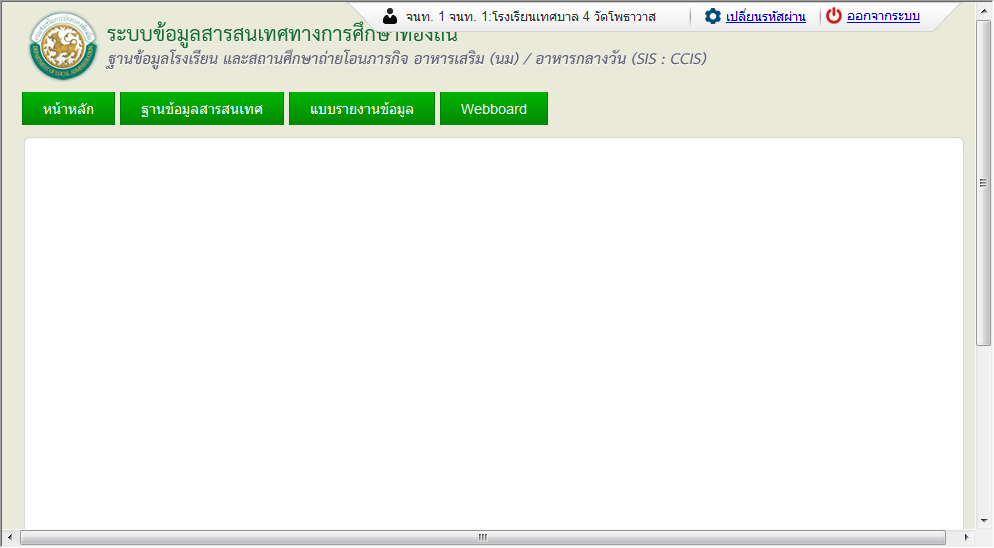 จนท. 1 จนท. 1:โรงเรียนเทศบาล 4 วัดโพธาวาส
เปลี่ยนรหัสผ่าน
ออกจากระบบ
ระบบข้อมูลสารสนเทศทางการศึกษาท้องถิ่น
ฐานข้อมูลโรงเรียน และสถานศึกษาถ่ายโอนภารกิจ อาหารเสริม (นม) / อาหารกลางวัน (SIS : CCIS)
หน้าหลัก
ฐานข้อมูลสารสนเทศ
แบบรายงานข้อมูล
Webboard